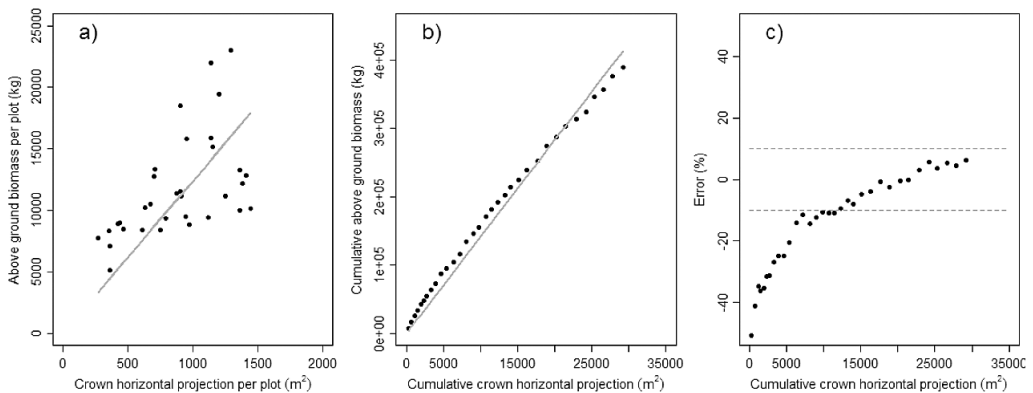 a)
Above ground biomass per plot (kg)
25000
20000
15000
10000
5000
0
0 500 1000 1500 2000
Crown horizontal projection per plot (m²)
b)
Cumulative above ground biomass (kg)
4e+05
3e+05
2e+05
1e+05
0e+00
0 5000 15000 25000 35000
Cumulative crown horizontal projection (m²)
c)
Error (%)
40
20
0
-20
-40
0 5000 15000 25000 35000
Cumulative crown horizontal projection (m²)